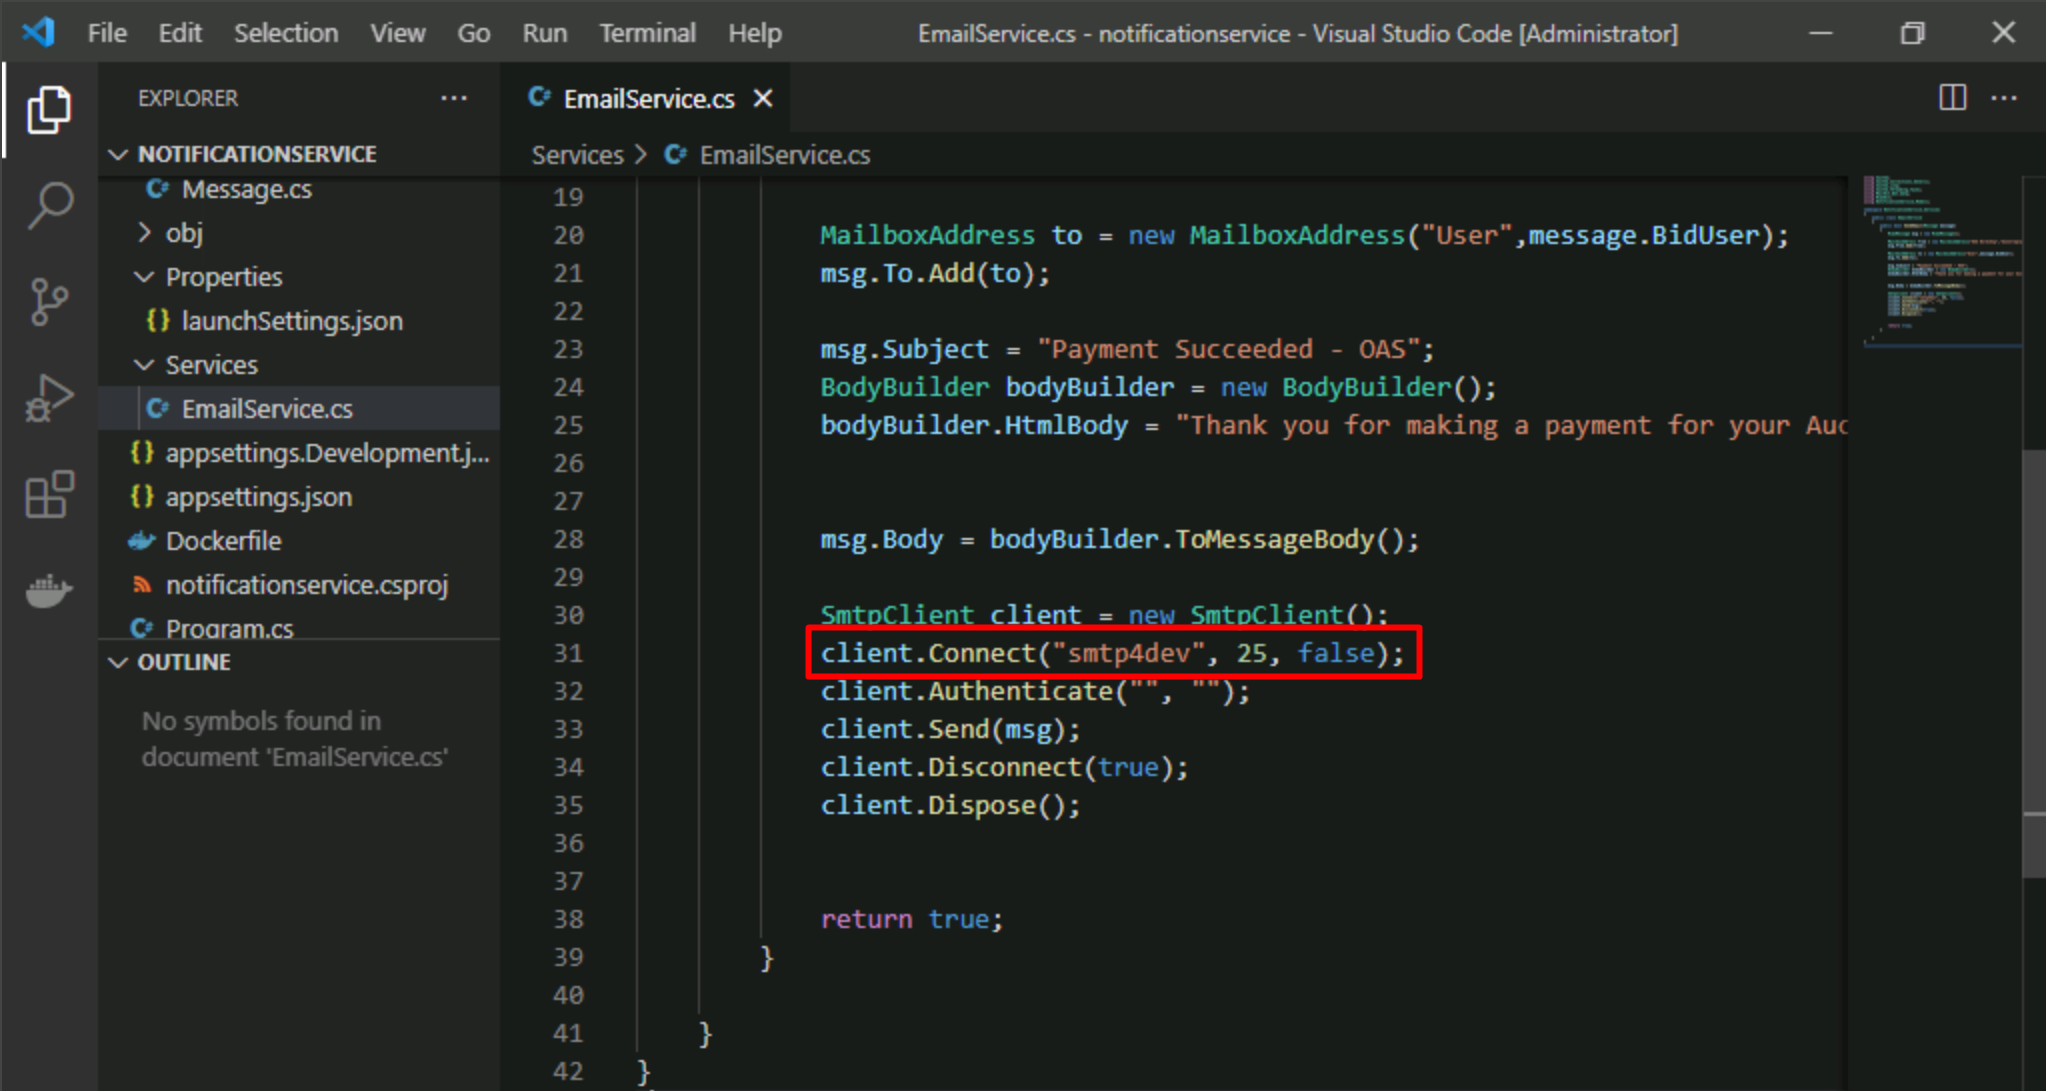 File Edit Selection View Go Run Terminal Help EmailService.cs - notificationservice - Visual Studio Code [Administrator]
EXPLORER
NOTIFICATIONSERVICE
Message.cs
obj
Properties
{} launchSettings.json
Services
C# EmailService.cs
{} appsettings.Development.j...
{} appsettings.json
Dockerfile
notificationservice.csproj
C# Program.cs
OUTLINE
No symbols found in
document 'EmailService.cs'
C# EmailService.cs
Services > C# EmailService.cs
19
20 MailboxAddress to = new MailboxAddress("User",message.BidUser);
21 msg.To.Add(to);
22
23 msg.Subject = "Payment Succeeded - OAS";
24 BodyBuilder bodyBuilder = new BodyBuilder();
25 bodyBuilder.HtmlBody = "Thank you for making a payment for your Auc
26
27
28 msg.Body = bodyBuilder.ToMessageBody();
29
30 SmtpClient client = new SmtpClient();
31 client.Connect("smtp4dev", 25, false);
32 client.Authenticate("", "");
33 client.Send(msg);
34 client.Disconnect(true);
35 client.Dispose();
36
37
38 return true;
39 }
40
41 }
42 }